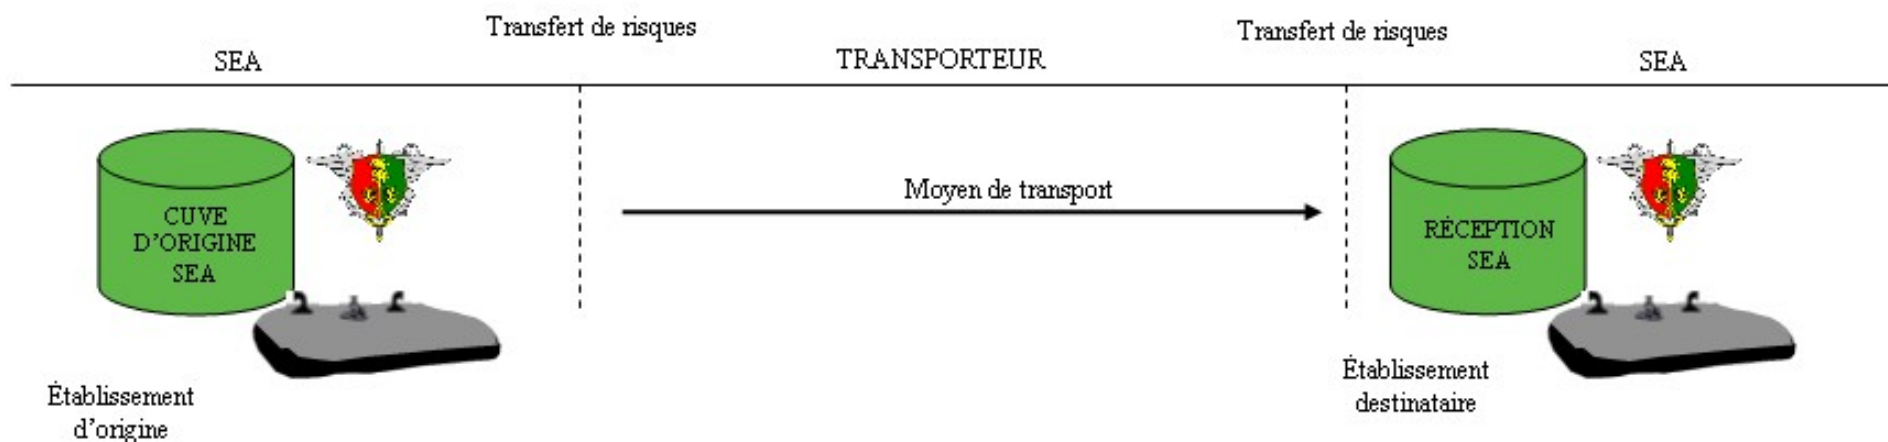 Transfert de risques
Transfert de risques
SEA
TRANSPORTEUR
SEA
Moyen de transport
CUVE
D’ORIGINE
SEA
RÉCEPTION
SEA
Établissement
d’origine
Établissement
destinataire